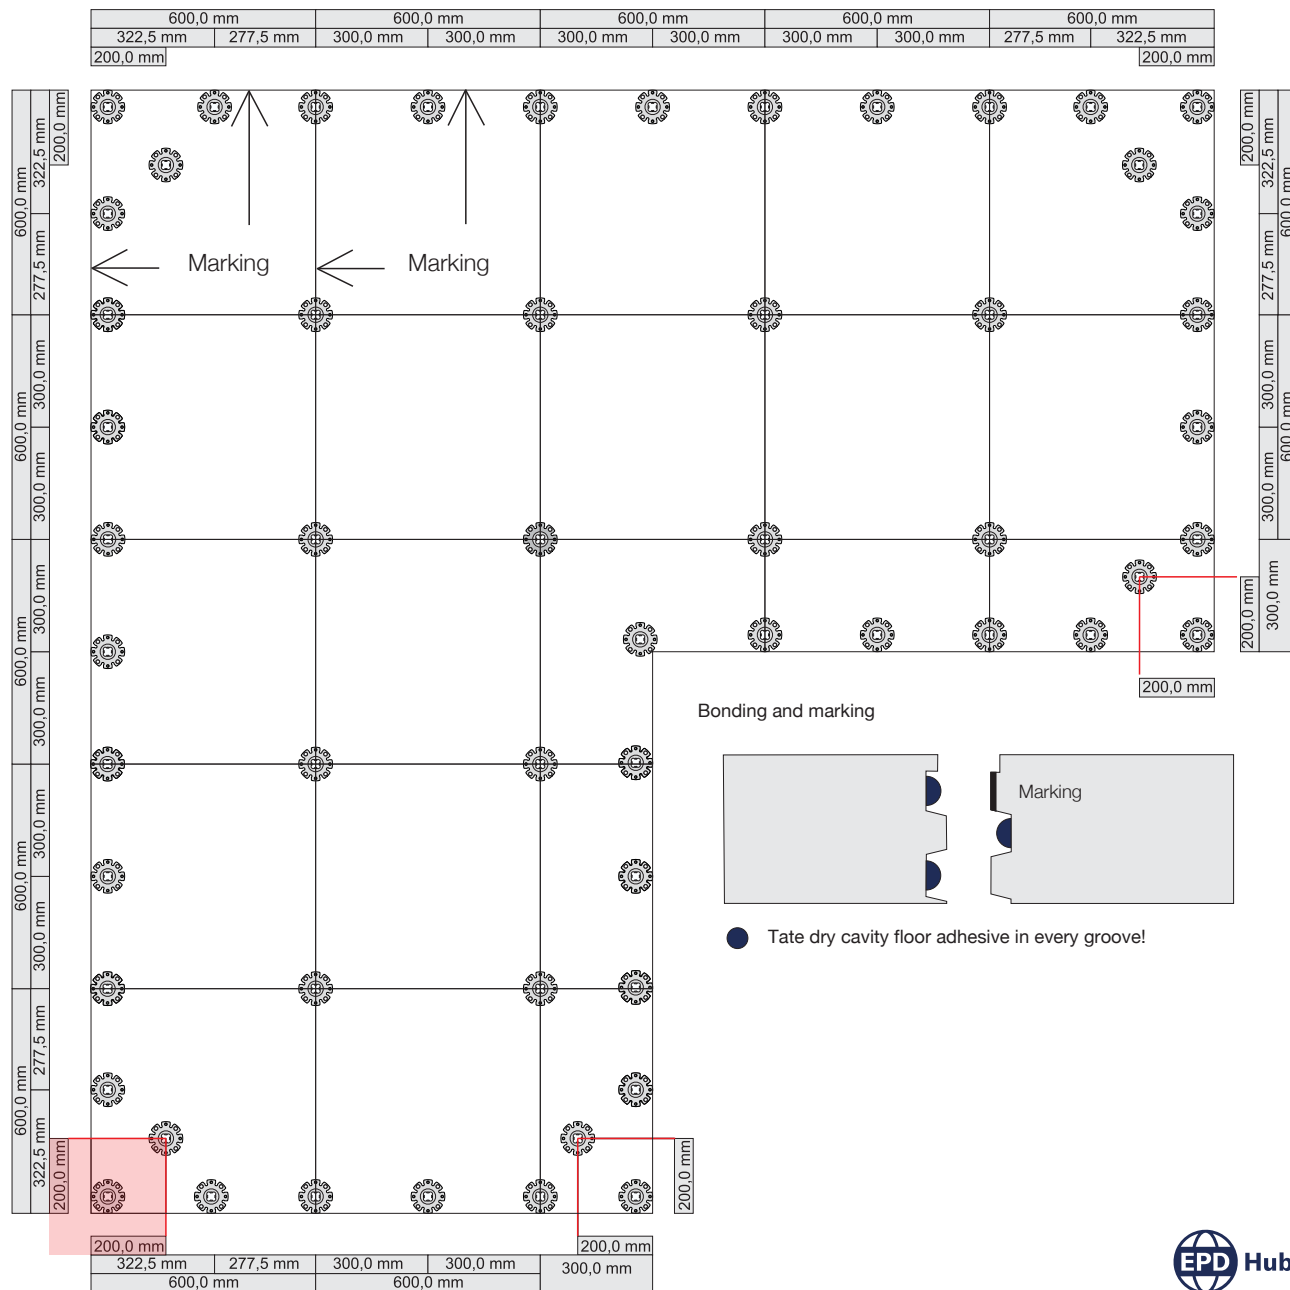 600,0 mm 600,0 mm 600,0 mm 600,0 mm 600,0 mm
322,5 mm 277,5 mm 300,0 mm 300,0 mm 300,0 mm 300,0 mm 300,0 mm 300,0 mm 277,5 mm 322,5 mm
200,0 mm 200,0 mm
600,0 mm 600,0 mm 600,0 mm 600,0 mm 600,0 mm
322,5 mm 277,5 mm 300,0 mm 300,0 mm 300,0 mm 300,0 mm 300,0 mm 300,0 mm 277,5 mm 322,5 mm
200,0 mm
200,0 mm
Marking Marking
200,0 mm
322,5 mm 277,5 mm 300,0 mm 300,0 mm
600,0 mm 600,0 mm
200,0 mm
300,0 mm
200,0 mm
Bonding and marking
Marking
Tate dry cavity floor adhesive in every groove!
200,0 mm
200,0 mm 200,0 mm
322,5 mm 277,5 mm 300,0 mm 300,0 mm 300,0 mm
600,0 mm 600,0 mm
EPD Hub